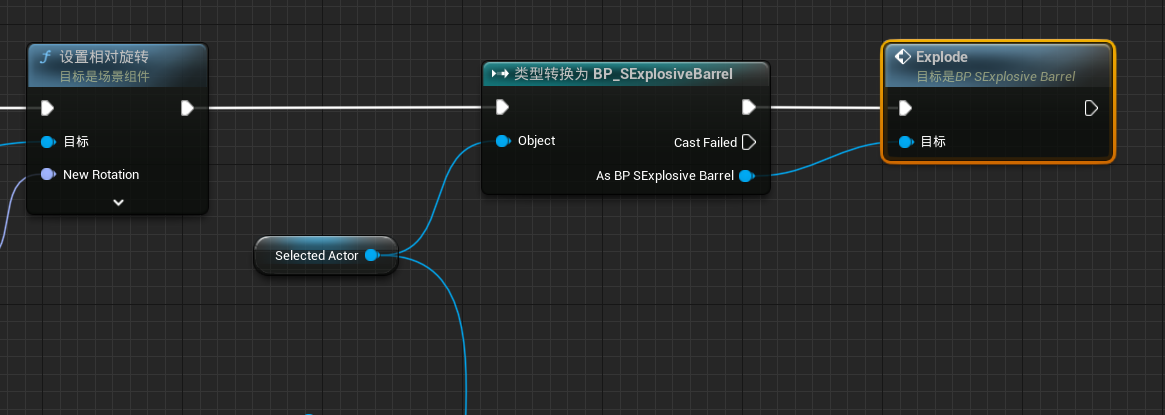 设置相对旋转
目标是场景组件
目标
New Rotation
类型转换为 BP_SExplosiveBarrel
Object
Cast Failed
As BP SExplosive Barrel
Selected Actor
Explode
目标是BP SExplosive Barrel
目标